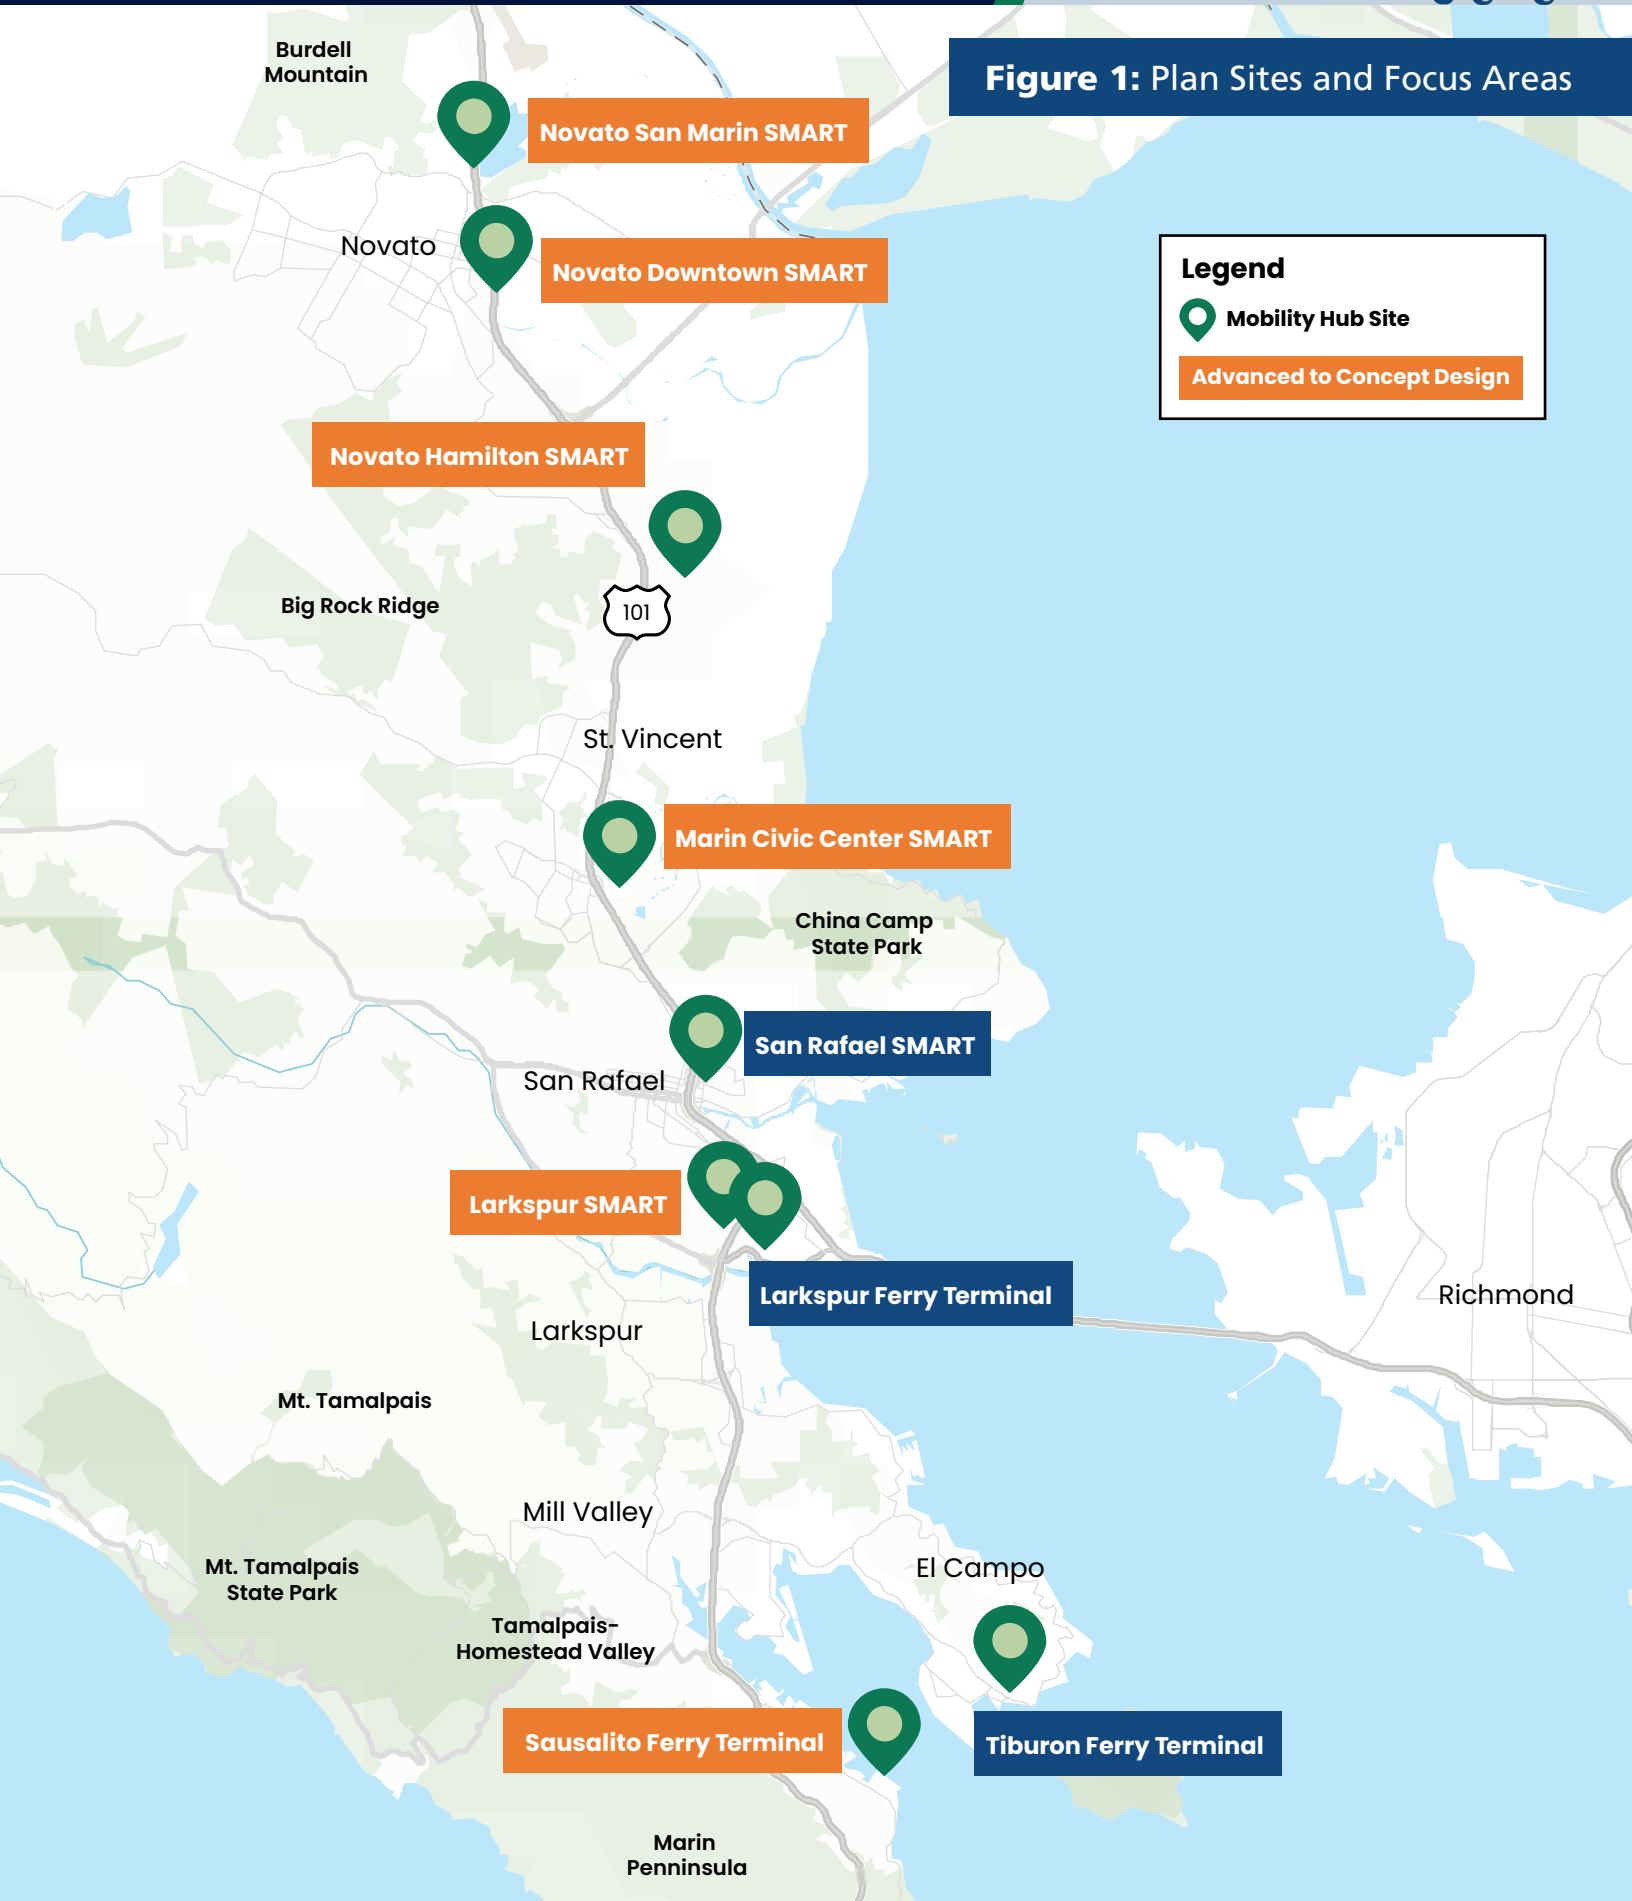 Figure 1: Plan Sites and Focus Areas
Burdell
Mountain
Novato San Marin SMART
Novato
Novato Downtown SMART
Legend
Mobility Hub Site
Advanced to Concept Design
Novato Hamilton SMART
Big Rock Ridge
101
St. Vincent
Marin Civic Center SMART
China Camp
State Park
San Rafael SMART
San Rafael
Larkspur SMART
Larkspur Ferry Terminal
Richmond
Larkspur
Mt. Tamalpais
Mill Valley
Mt. Tamalpais
State Park
El Campo
Tamalpais-
Homestead Valley
Sausalito Ferry Terminal
Tiburon Ferry Terminal
Marin
Penninsula